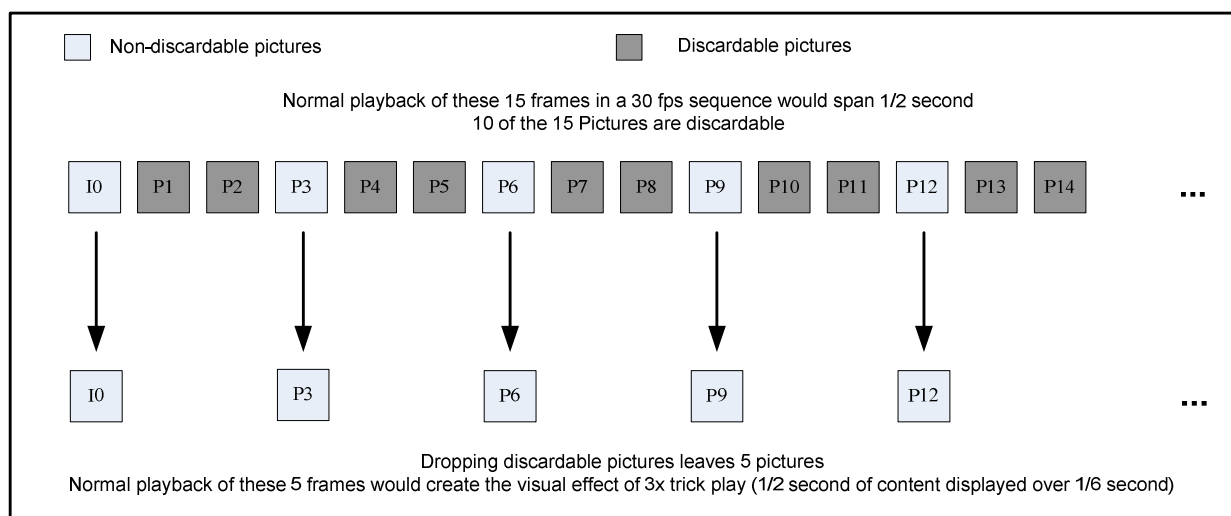 Non-discardable pictures Discardable pictures
Normal playback of these 15 frames in a 30 fps sequence would span 1/2 second
10 of the 15 Pictures are discardable
I0 P1 P2 P3 P4 P5 P6 P7 P8 P9 P10 P11 P12 P13 P14 ...
I0 P3 P6 P9 P12 ...
Dropping discardable pictures leaves 5 pictures
Normal playback of these 5 frames would create the visual effect of 3x trick play (1/2 second of content displayed over 1/6 second)